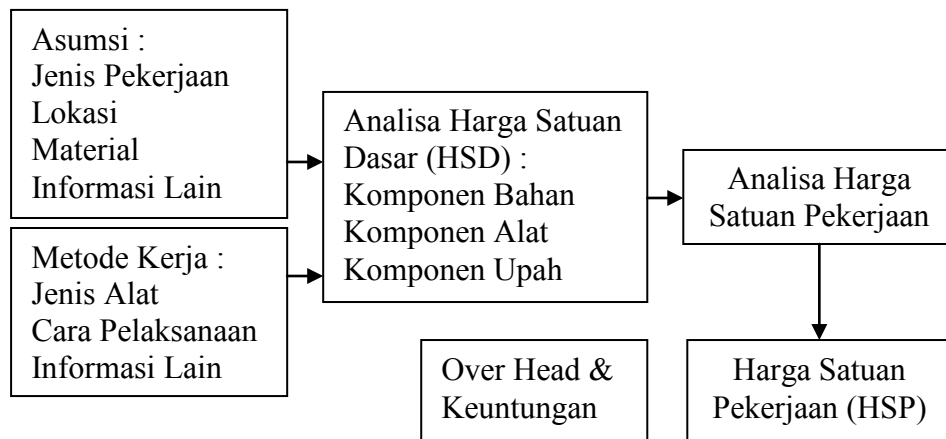 Asumsi :
Jenis Pekerjaan
Lokasi
Material
Informasi Lain
Metode Kerja :
Jenis Alat
Cara Pelaksanaan
Informasi Lain
Analisa Harga Satuan
Dasar (HSD) :
Komponen Bahan
Komponen Alat
Komponen Upah
Analisa Harga
Satuan Pekerjaan
Over Head &
Keuntungan
Harga Satuan
Pekerjaan (HSP)